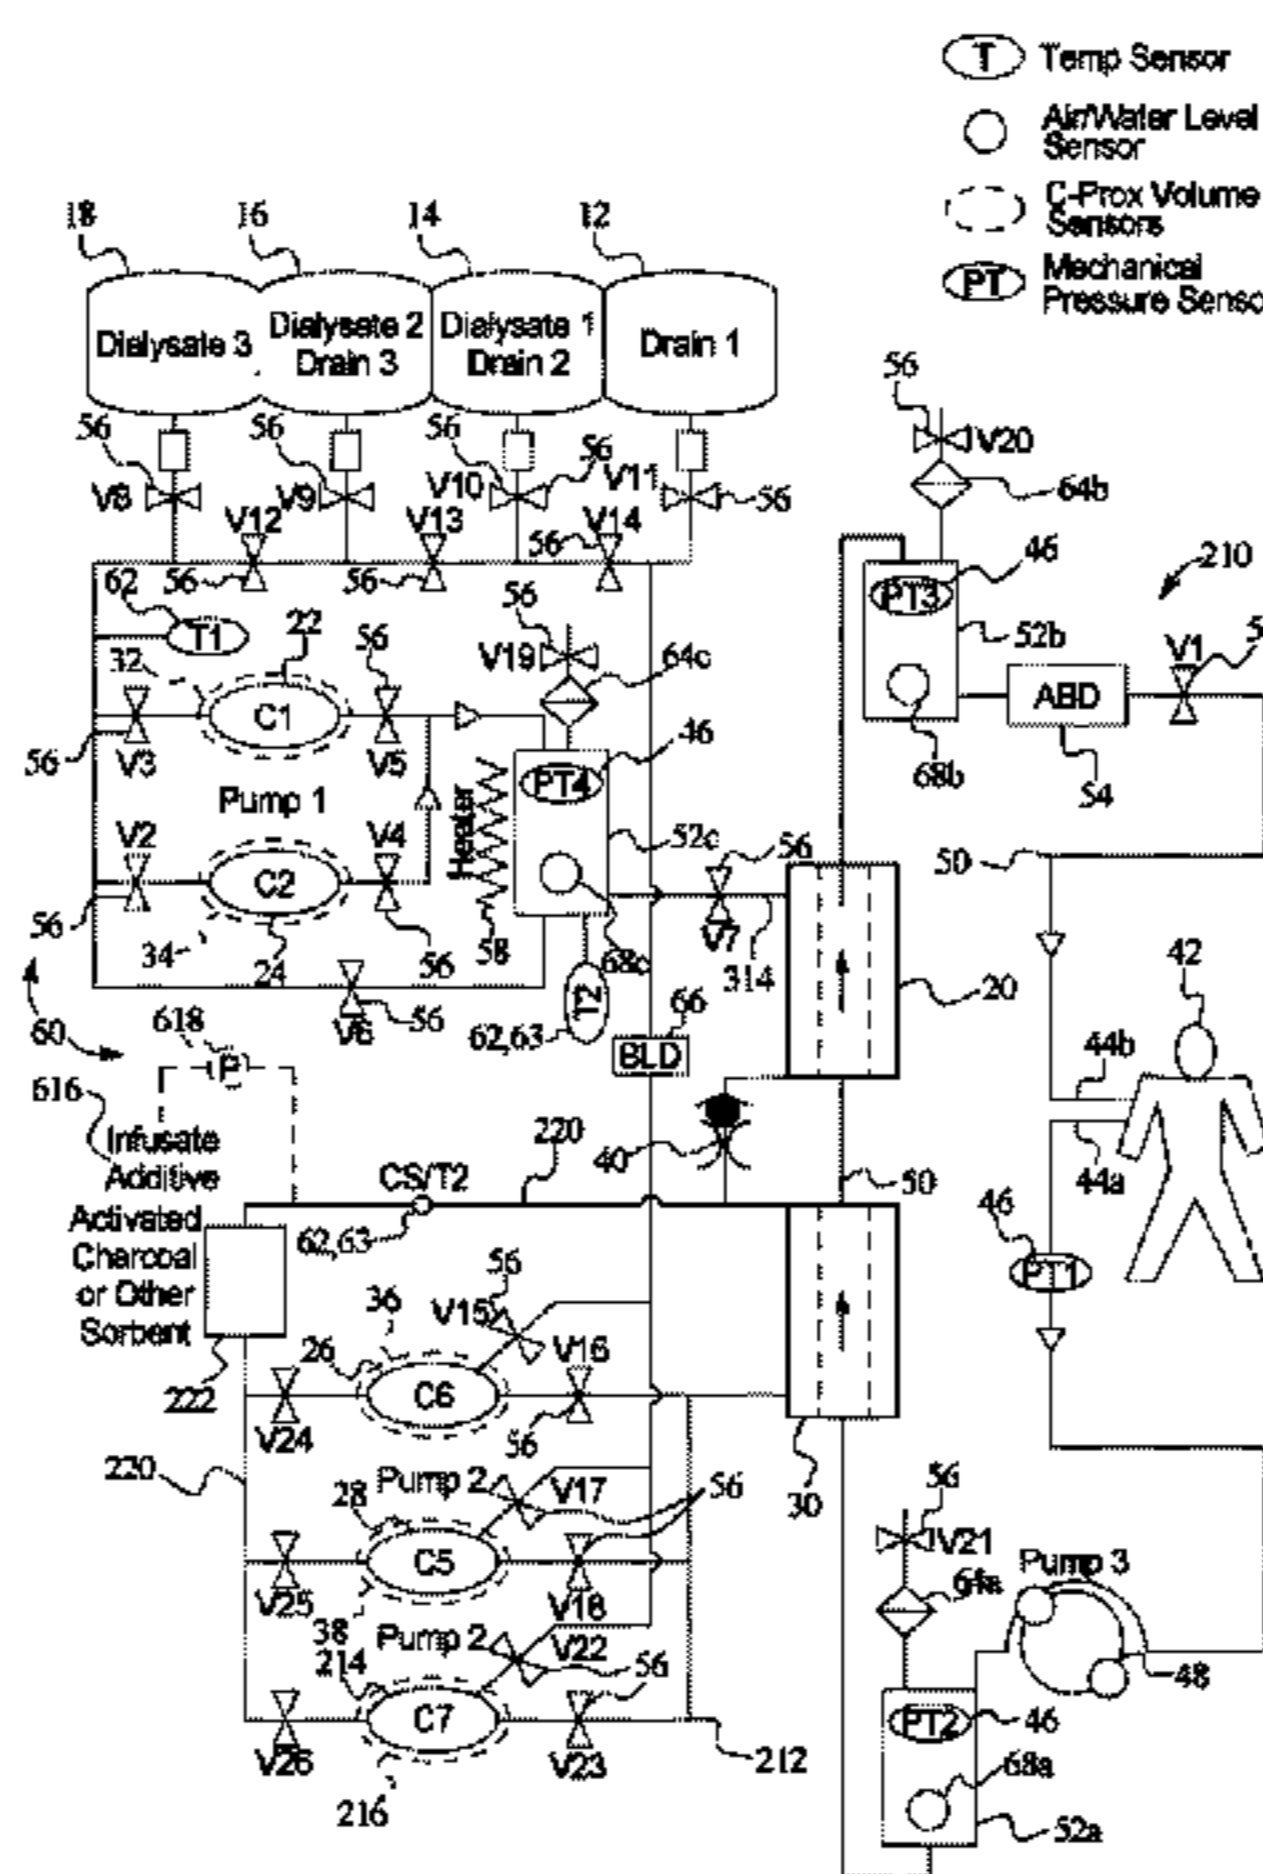 T Temp Sensor
Air/Water Level
Sensor
C-Prox Volume
Sensors
PT Mechanical
Pressure Senso
18 16 14 12
Dialysate 3
Dialysate 2
Drain 3
Dialysate 1
Drain 2
Drain 1
56 56 56 56
V8 V9 V10 V11 56
V12 V13 V14
56 56 56
56
V20
64b
46
PT3
210
52b
V1
ABD
68b
54
62
T1
22
32
C1
56
V3 V5
56
Pump 1
V2 V4
C2
56
34 24 56
60
V6 56
56
V19
64c
46
PT4
Heater
52c
58
68c
T2
62,63
56
V7
314
66
BLD
20
50
42
44b
44a
46
PT1
618
P
616
Infusate
Additive
Activated
Charcoal
or Other
Sorbent
222
CS/T2
62,63
220
40
50
36
26
C6
56
V15
V16
56
V24
220
Pump 2
28
V17
56
C5
V25
38
V18
Pump 2
214
V22
56
C7
V26
V23
216
212
30
56
V21
64a
Pump 3
48
PT2
46
68a
52a